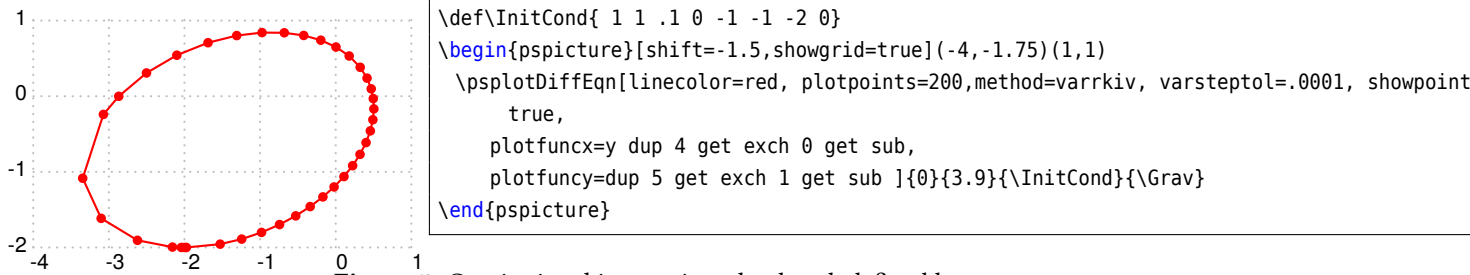 1
0
-1
-2
-4 -3 -2 -1 0 1
\def\InitCond{ 1 1 .1 0 -1 -1 -2 0}
\begin{pspicture}[shift=-1.5,showgrid=true](-4,-1.75)(1,1)
\psplotDiffEqn[linecolor=red, plotpoints=200,method=varrkiv, varsteptol=.0001, showpoint
true,
plotfuncx=y dup 4 get exch 0 get sub,
plotfuncy=dup 5 get exch 1 get sub ]{0}{3.9}{\InitCond}{\Grav}
\end{pspicture}